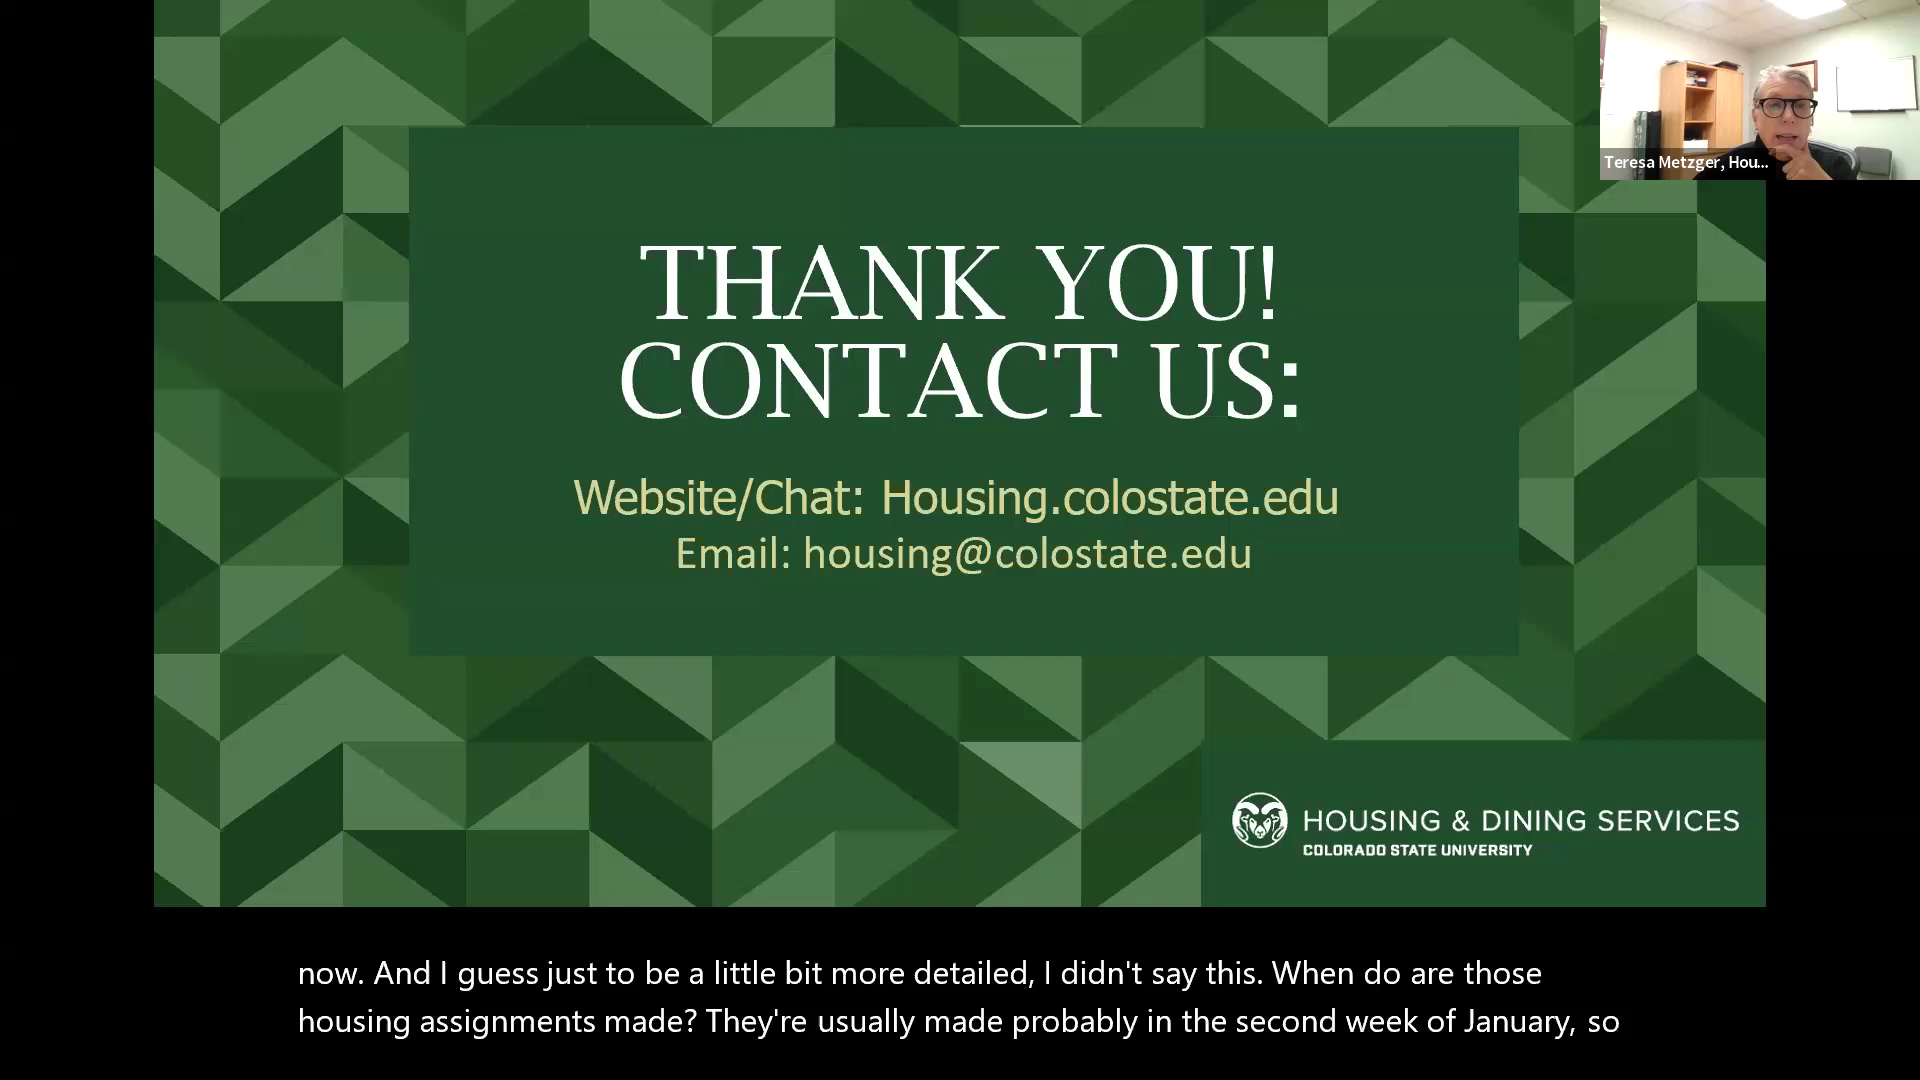 Teresa Metzger, Hou...
THANK YOU!
CONTACT US:
Website/Chat: Housing.colostate.edu
Email: housing@colostate.edu
HOUSING & DINING SERVICES
COLORADO STATE UNIVERSITY
now. And I guess just to be a little bit more detailed, I didn't say this. When do are those
housing assignments made? They're usually made probably in the second week of January, so